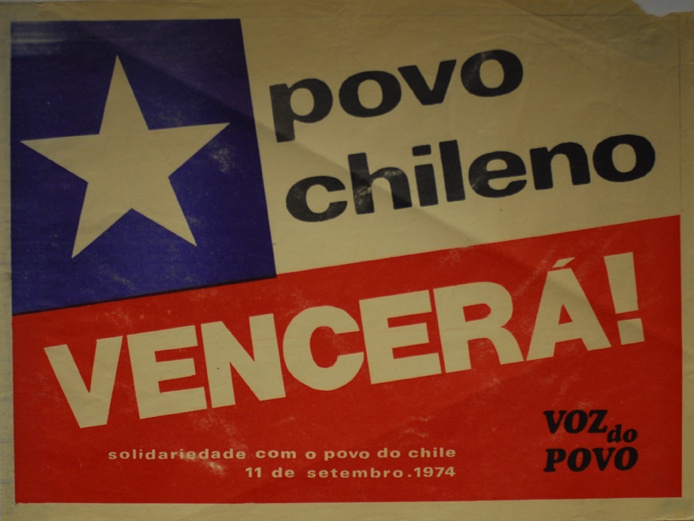 povo
chileno
VENCERÁ!
solidariedade com o povo do chile
11 de setembro.1974
VOZ do
POVO